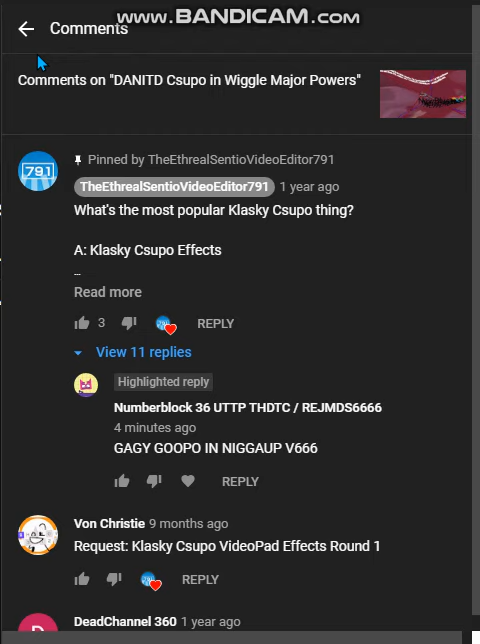 www.BANDICAM.com
Comments
Comments on "DANITD Csupo in Wiggle Major Powers"
791
Pinned by TheEthrealSentioVideoEditor791
TheEthrealSentioVideoEditor791 1 year ago
What's the most popular Klasky Csupo thing?
A: Klasky Csupo Effects
...
Read more
3 REPLY
View 11 replies
Highlighted reply
Numberblock 36 UTTP THDTC / REJMDS6666
4 minutes ago
GAGY GOOPO IN NIGGAUP V666
REPLY
Von Christie 9 months ago
Request: Klasky Csupo VideoPad Effects Round 1
REPLY
D
DeadChannel 360 1 year ago